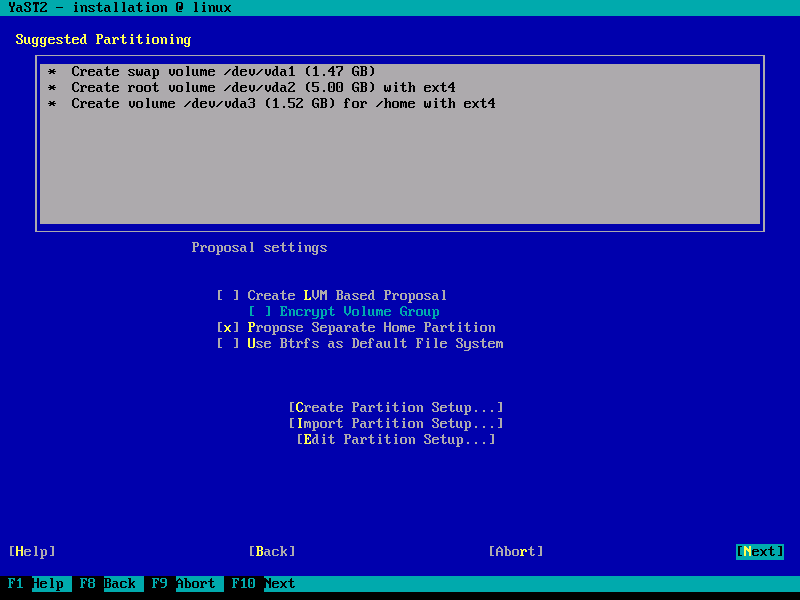 YaST2 - installation @ linux
Suggested Partitioning
* Create swap volume /dev/vda1 (1.47 GB)
* Create root volume /dev/vda2 (5.00 GB) with ext4
* Create volume /dev/vda3 (1.52 GB) for /home with ext4
Proposal settings
[ ] Create LVM Based Proposal
[ ] Encrypt Volume Group
[x] Propose Separate Home Partition
[ ] Use Btrfs as Default File System
[Create Partition Setup...]
[Import Partition Setup...]
[Edit Partition Setup...]
[Help] [Back] [Abort] [Next]
F1 Help F8 Back F9 Abort F10 Next